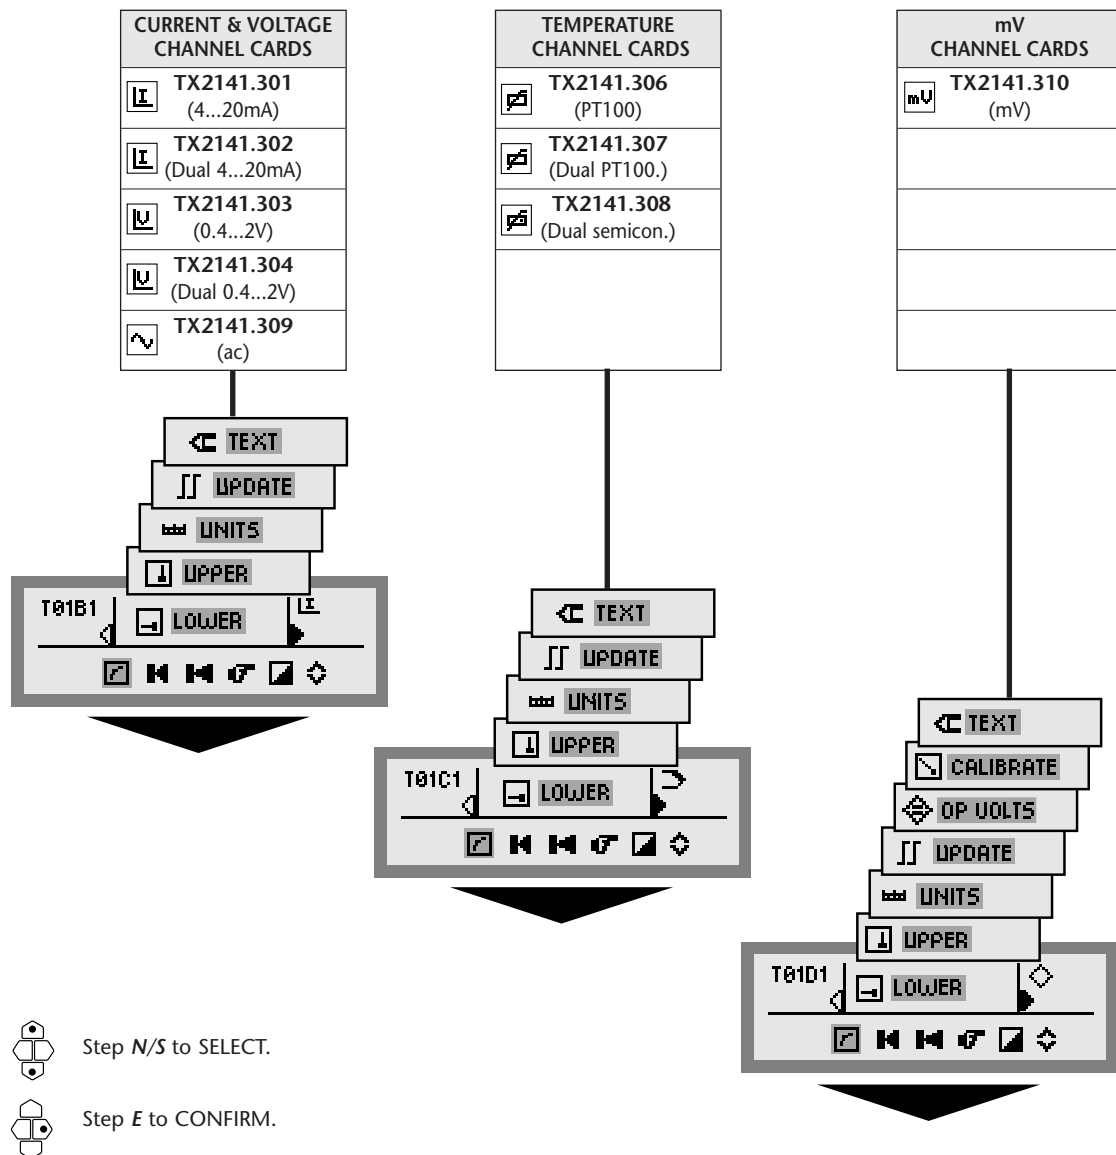 CURRENT & VOLTAGE
CHANNEL CARDS
TX2141.301
(4...20mA)
TX2141.302
(Dual 4...20mA)
TX2141.303
(0.4...2V)
TX2141.304
(Dual 0.4...2V)
TX2141.309
(ac)
TEXT
UPDATE
UNITS
UPPER
T01B1
LOWER
I
TEMPERATURE
CHANNEL CARDS
TX2141.306
(PT100)
TX2141.307
(Dual PT100.)
TX2141.308
(Dual semicon.)
TEXT
UPDATE
UNITS
UPPER
T01C1
LOWER
mV
CHANNEL CARDS
mV
TX2141.310
(mV)
TEXT
CALIBRATE
OP VOLTS
UPDATE
UNITS
UPPER
T01D1
LOWER
Step N/S to SELECT.
Step E to CONFIRM.